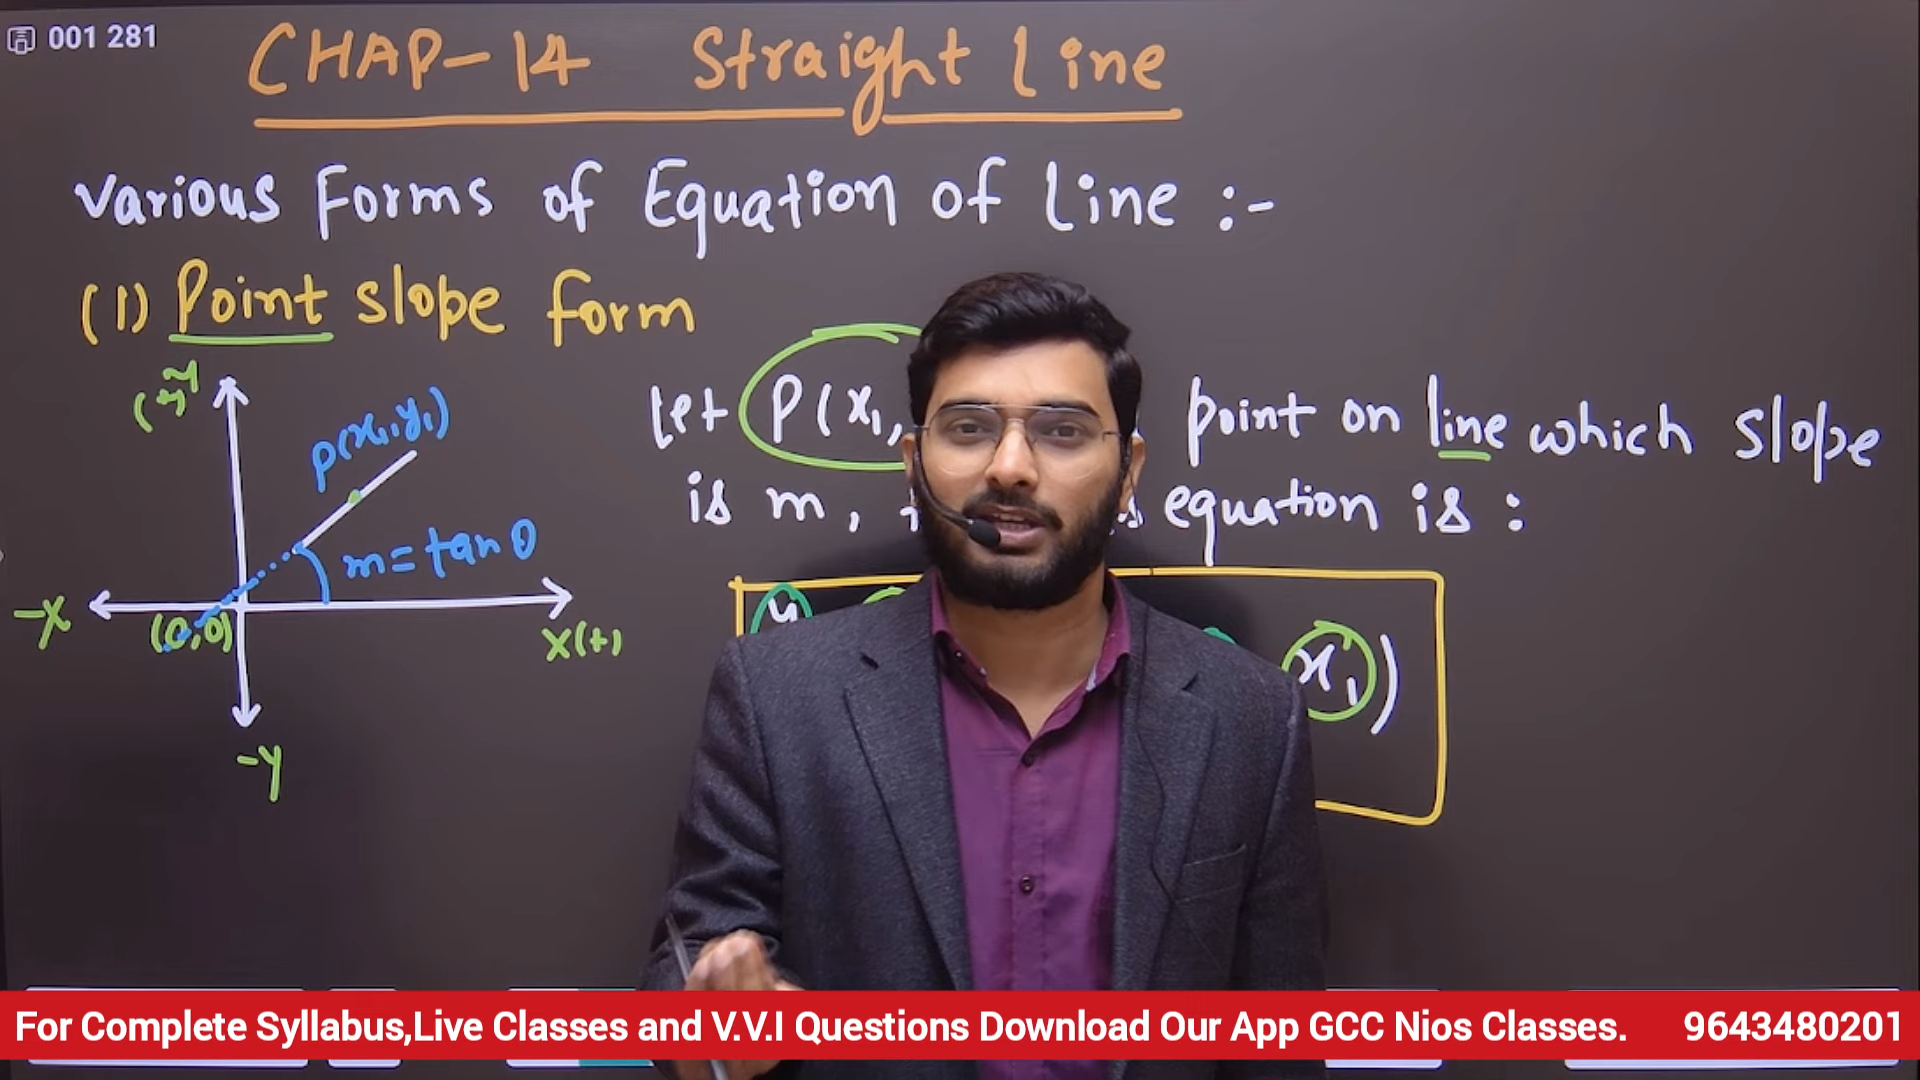 001 281
CHAP-14 Straight Line
Various Forms of Equation of Line :-
(1) Point slope form
let P(x₁, point on line which slope
is m, equation is :
P(x₁,y₁)
m = tan θ
-X
(0,0)
X(+)
-y
y
x₁)
For Complete Syllabus,Live Classes and V.V.I Questions Download Our App GCC Nios Classes. 9643480201